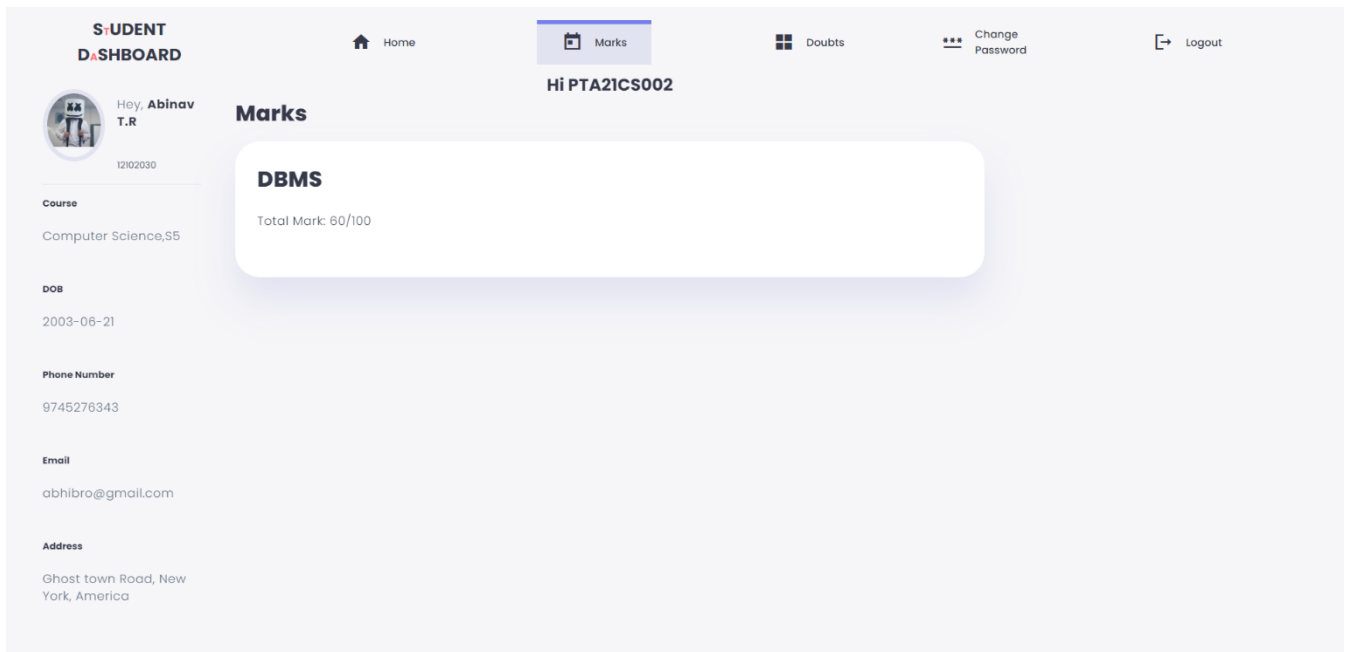 STUDENT
DASHBOARD
Home
Marks
Doubts
*** Change
Password
Logout
Hi PTA21CS002
Hey, Abinav
T.R
12102030
Course
Computer Science,S5
DOB
2003-06-21
Phone Number
9745276343
Email
abhibro@gmail.com
Address
Ghost town Road, New
York, America
Marks
DBMS
Total Mark: 60/100